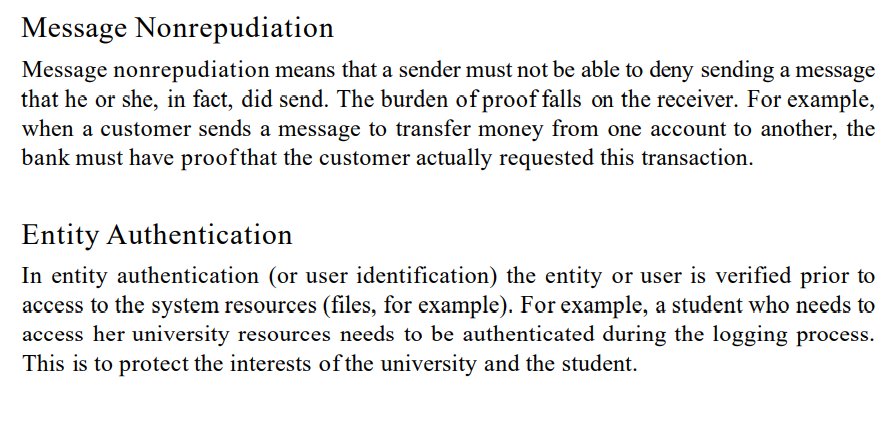 Message Nonrepudiation
Message nonrepudiation means that a sender must not be able to deny sending a message
that he or she, in fact, did send. The burden of proof falls on the receiver. For example,
when a customer sends a message to transfer money from one account to another, the
bank must have proof that the customer actually requested this transaction.
Entity Authentication
In entity authentication (or user identification) the entity or user is verified prior to
access to the system resources (files, for example). For example, a student who needs to
access her university resources needs to be authenticated during the logging process.
This is to protect the interests of the university and the student.